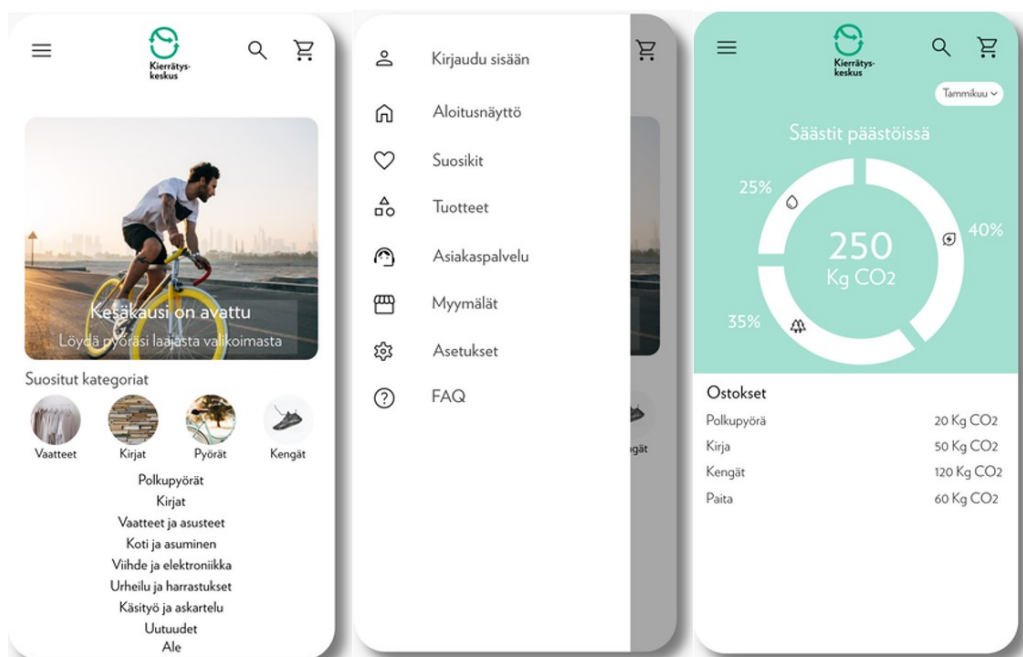 Kierrätys-
keskus
Kesäkausi on avattu
Löydä pyöräsi laajasta valikoimasta
Suositut kategoriat
Vaatteet
Kirjat
Pyörät
Kengät
Polkupyörät
Kirjat
Vaatteet ja asusteet
Koti ja asuminen
Viihde ja elektroniikka
Urheilu ja harrastukset
Käsityö ja askartelu
Uutuudet
Ale
Kirjaudu sisään
Aloitusnäyttö
Suosikit
Tuotteet
Asiakaspalvelu
Myymälät
Asetukset
FAQ
gät
Kierrätys-
keskus
Tammikuu
Säästit päästöissä
25%
40%
250
Kg CO2
35%
Ostokset
Polkupyörä 20 Kg CO2
Kirja 50 Kg CO2
Kengät 120 Kg CO2
Paita 60 Kg CO2